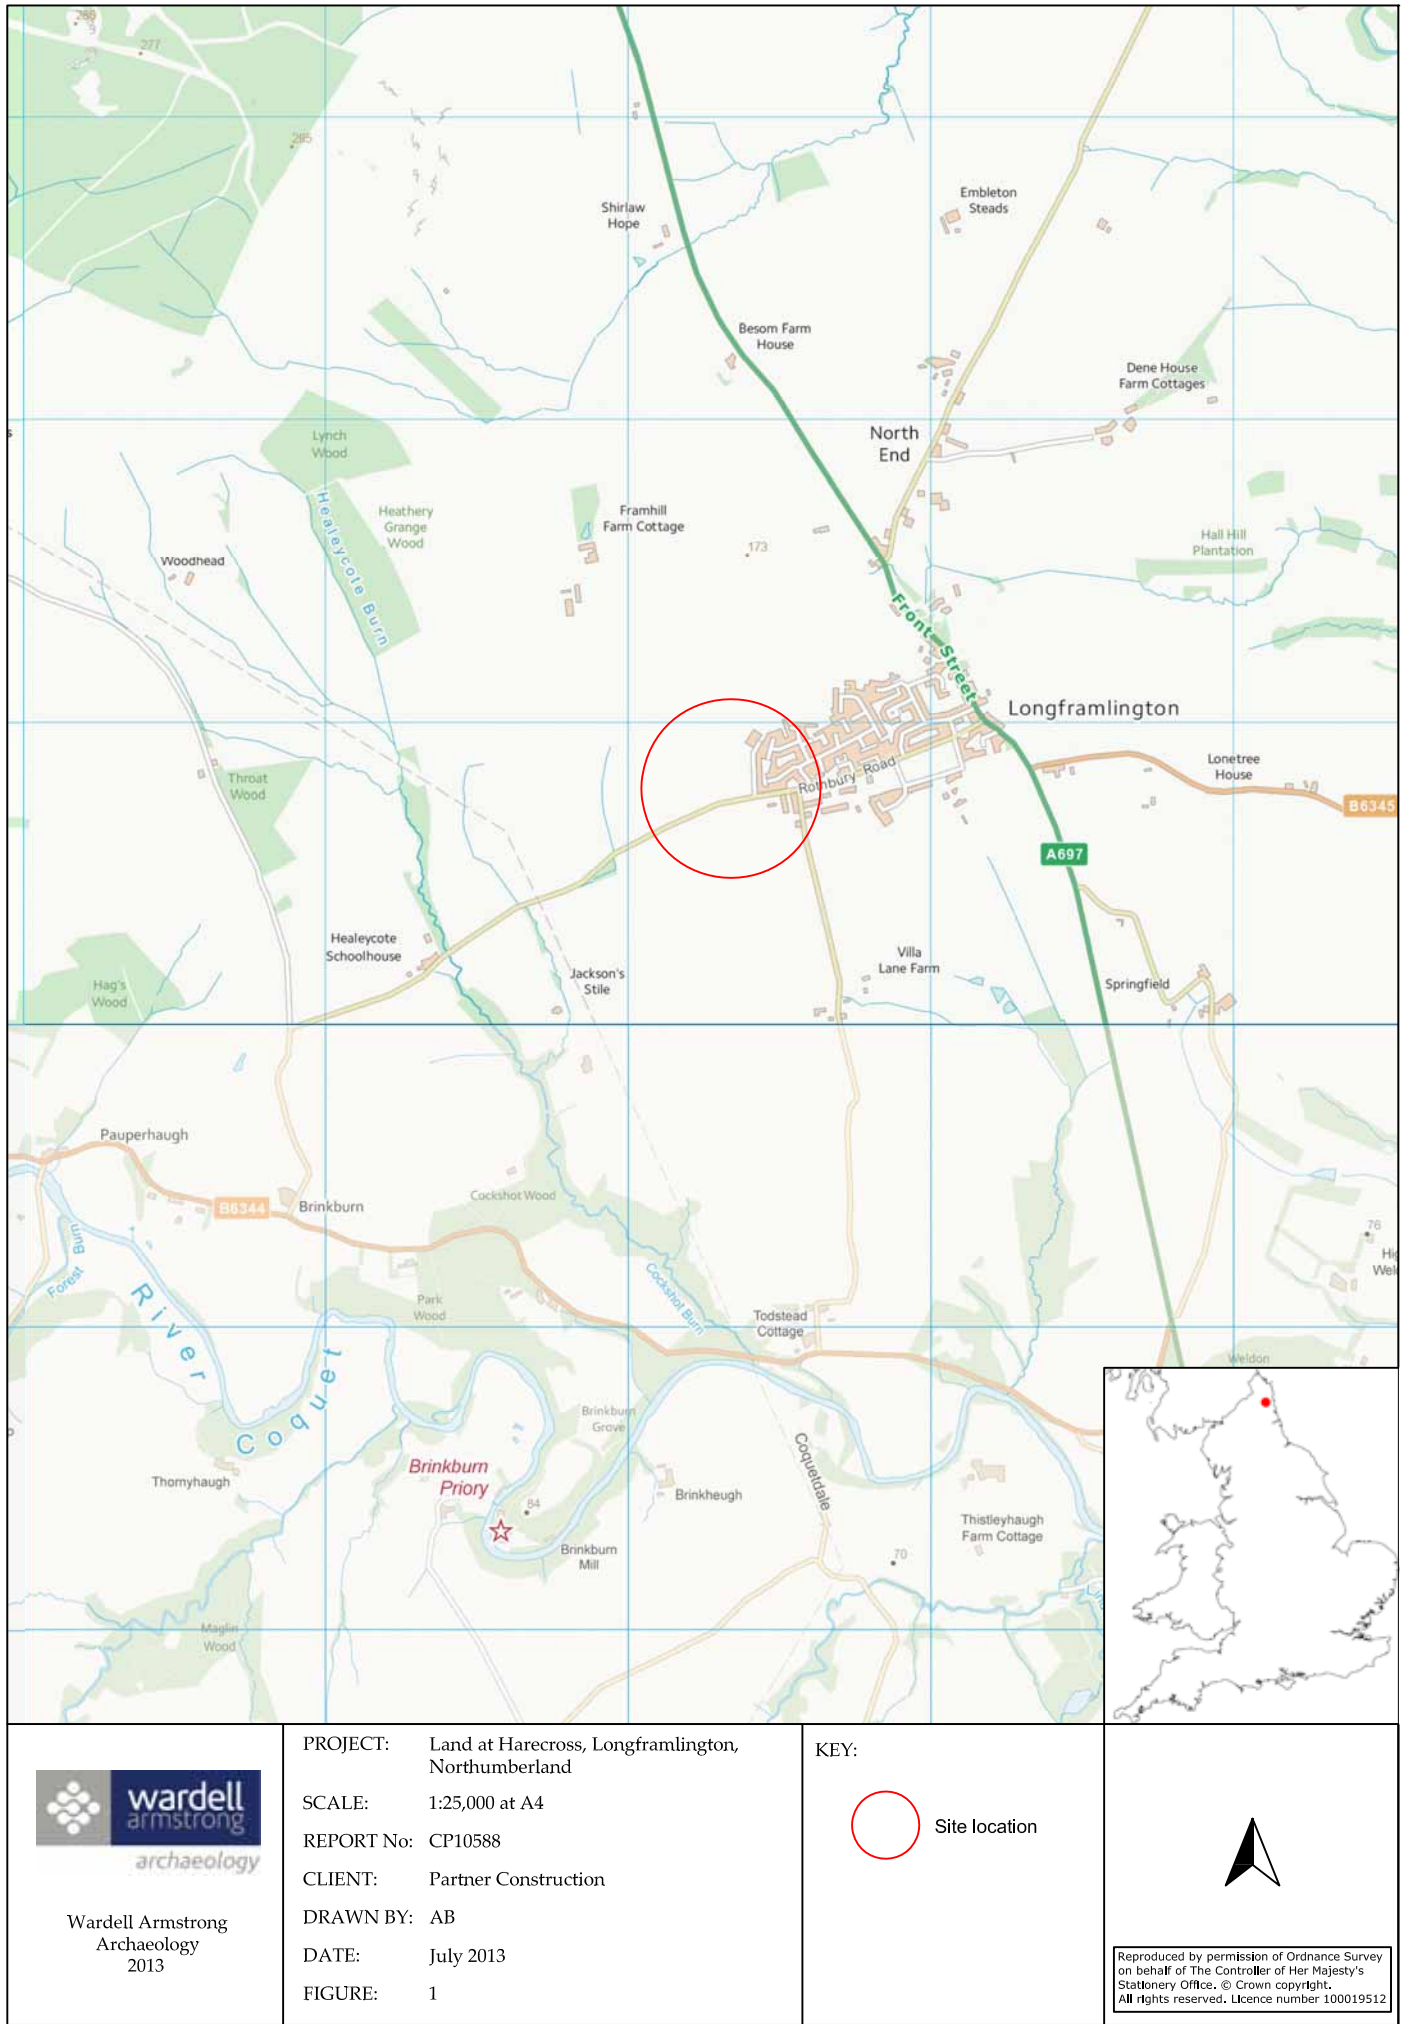 286
277
265
Shirlaw
Hope
Embleton
Steads
Besom Farm
House
Dene House
Farm Cottages
North
End
Lynch
Wood
Heathery
Grange
Wood
Healeycote Burn
Framhill
Farm Cottage
173
Hall Hill
Plantation
Woodhead
Front Street
Longframlington
Rothbury Road
Lonetree
House
B6345
A697
Throat
Wood
Healeycote
Schoolhouse
Jackson's
Stile
Villa
Lane Farm
Springfield
Hag's
Wood
Pauperhaugh
B6344
Brinkburn
Cockshot Wood
76
Forest Burn
River Coquet
Park
Wood
Cockshot Burn
Todstead
Cottage
Weldon
Brinkburn
Grove
Thornyhaugh
Brinkburn
Priory
84
Brinkheugh
Coquetdale
Thistleyhaugh
Farm Cottage
Brinkburn
Mill
70
Maglin
Wood
wardell
armstrong
archaeology
Wardell Armstrong
Archaeology
2013
PROJECT: Land at Harecross, Longframlington,
Northumberland
SCALE: 1:25,000 at A4
REPORT No: CP10588
CLIENT: Partner Construction
DRAWN BY: AB
DATE: July 2013
FIGURE: 1
KEY:
Site location
Reproduced by permission of Ordnance Survey
on behalf of The Controller of Her Majesty's
Stationery Office. © Crown copyright.
All rights reserved. Licence number 100019512